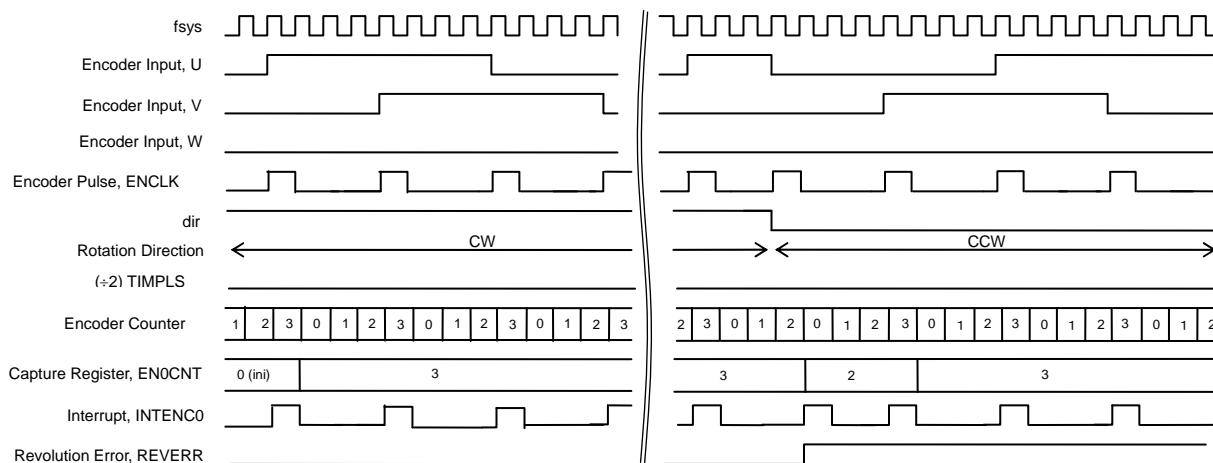 fsys
Encoder Input, U
Encoder Input, V
Encoder Input, W
Encoder Pulse, ENCLK
dir
Rotation Direction CW CCW
(÷2) TIMPLS
Encoder Counter 1 2 3 0 1 2 3 0 1 2 3 0 1 2 3 2 3 0 1 2 0 1 2 3 0 1 2 3 0 1 2 3 0 1 2
Capture Register, EN0CNT 0 (ini) 3 3 2 3
Interrupt, INTENC0
Revolution Error, REVERR